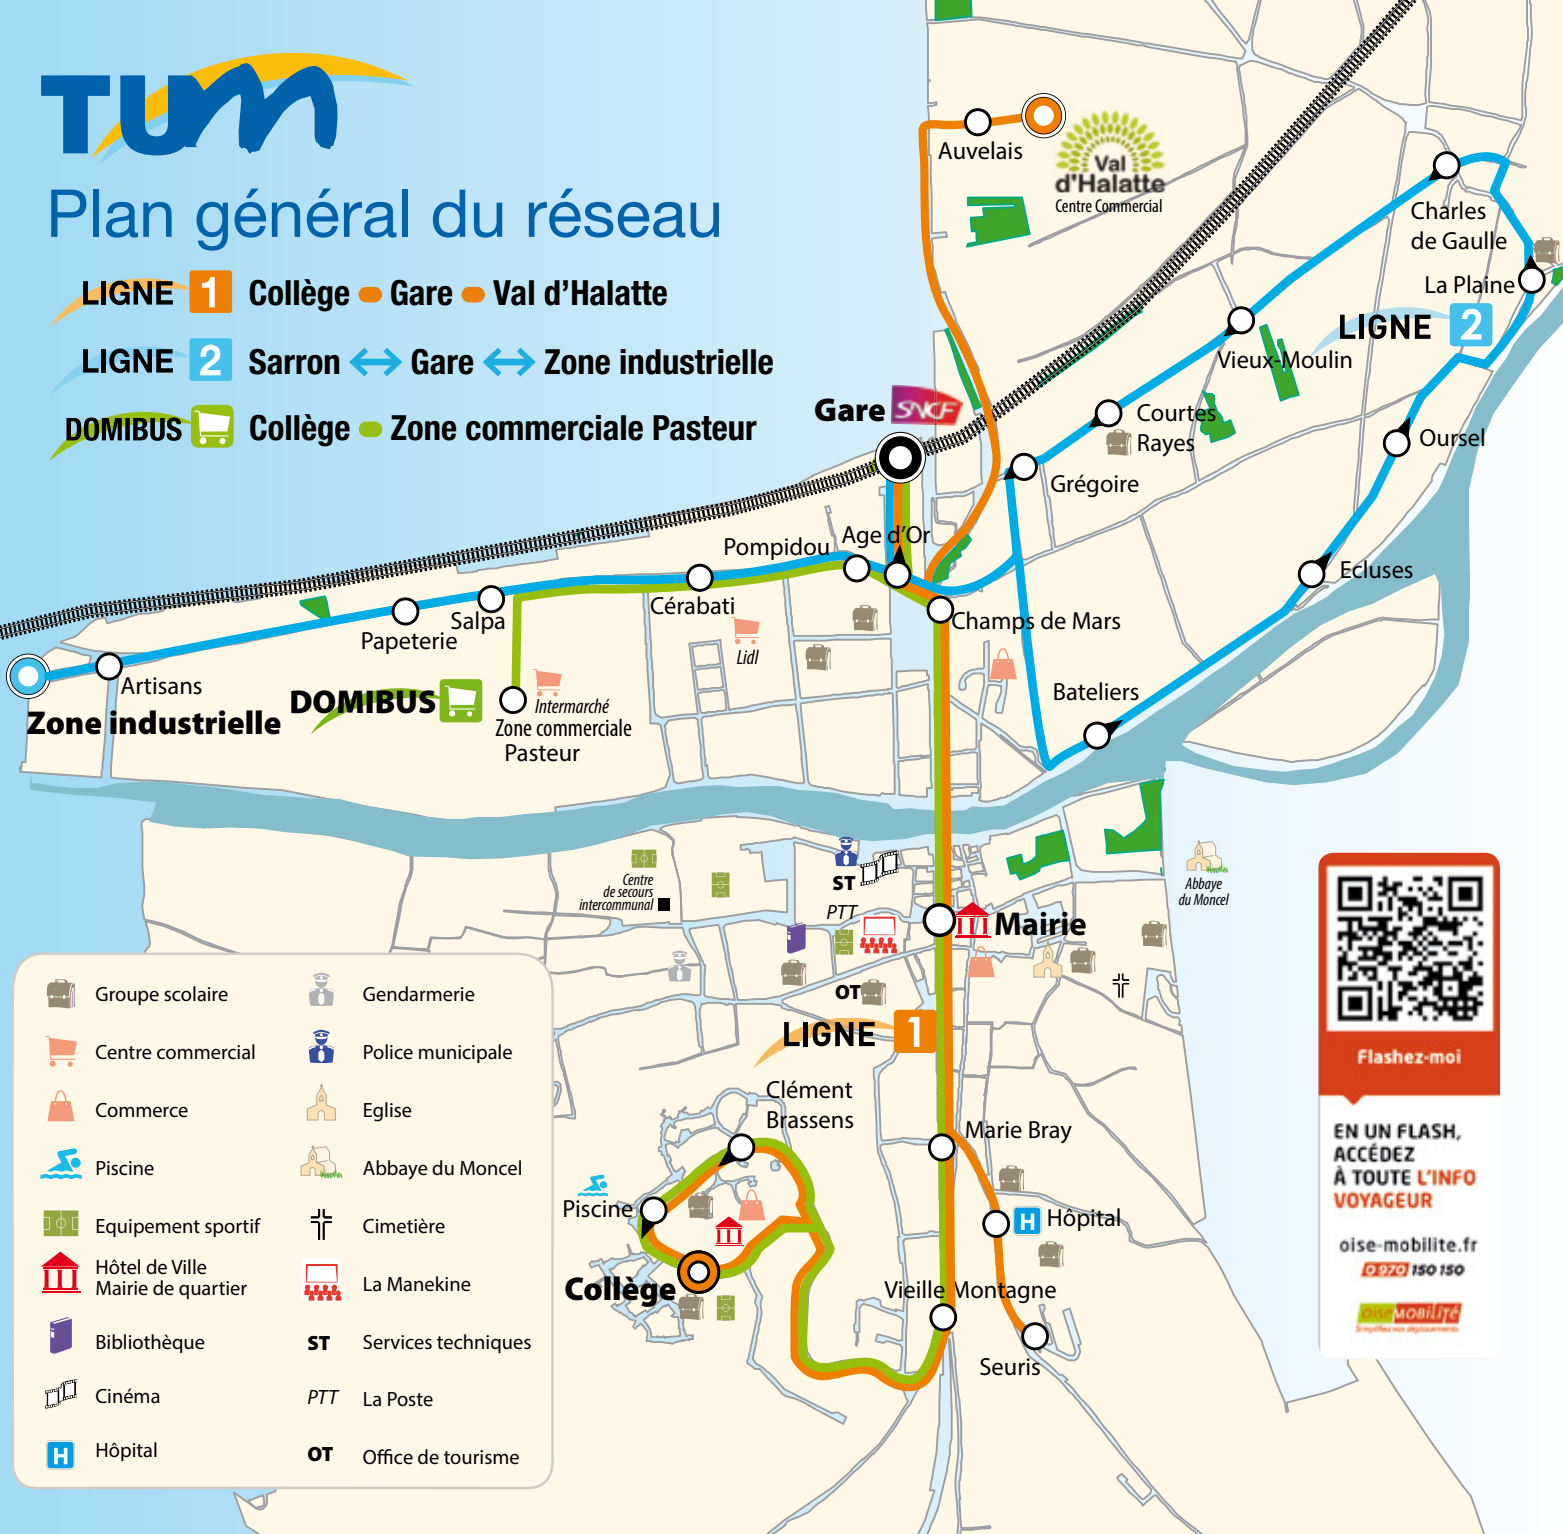 TUM
Plan général du réseau
LIGNE 1 Collège Gare Val d'Halatte
LIGNE 2 Sarron Gare Zone industrielle
DOMIBUS Collège Zone commerciale Pasteur
Auvelais
Val
d'Halatte
Centre Commercial
Charles
de Gaulle
La Plaine
LIGNE 2
Vieux-Moulin
Gare SNCF
Courtes
Rayes
Oursel
Grégoire
Age d'Or
Pompidou
Ecluses
Cérabati
Salpa
Papeterie
Champs de Mars
Lidl
Artisans
Zone industrielle
DOMIBUS
Intermarché
Zone commerciale
Pasteur
Bateliers
Centre
de secours
intercommunal
ST
PTT
Mairie
Abbaye
du Moncel
OT
LIGNE 1
Clément
Brassens
Marie Bray
Piscine
H Hôpital
Collège
Vieille Montagne
Seuris
Groupe scolaire
Centre commercial
Commerce
Piscine
Equipement sportif
Hôtel de Ville
Mairie de quartier
Bibliothèque
Cinéma
H Hôpital
Gendarmerie
Police municipale
Eglise
Abbaye du Moncel
Cimetière
La Manekine
ST Services techniques
PTT La Poste
OT Office de tourisme
Flashez-moi
EN UN FLASH,
ACCÉDEZ
À TOUTE L'INFO
VOYAGEUR
oise-mobilite.fr
0 970 150 150
OISE MOBILITÉ
Simplifiez vos déplacements